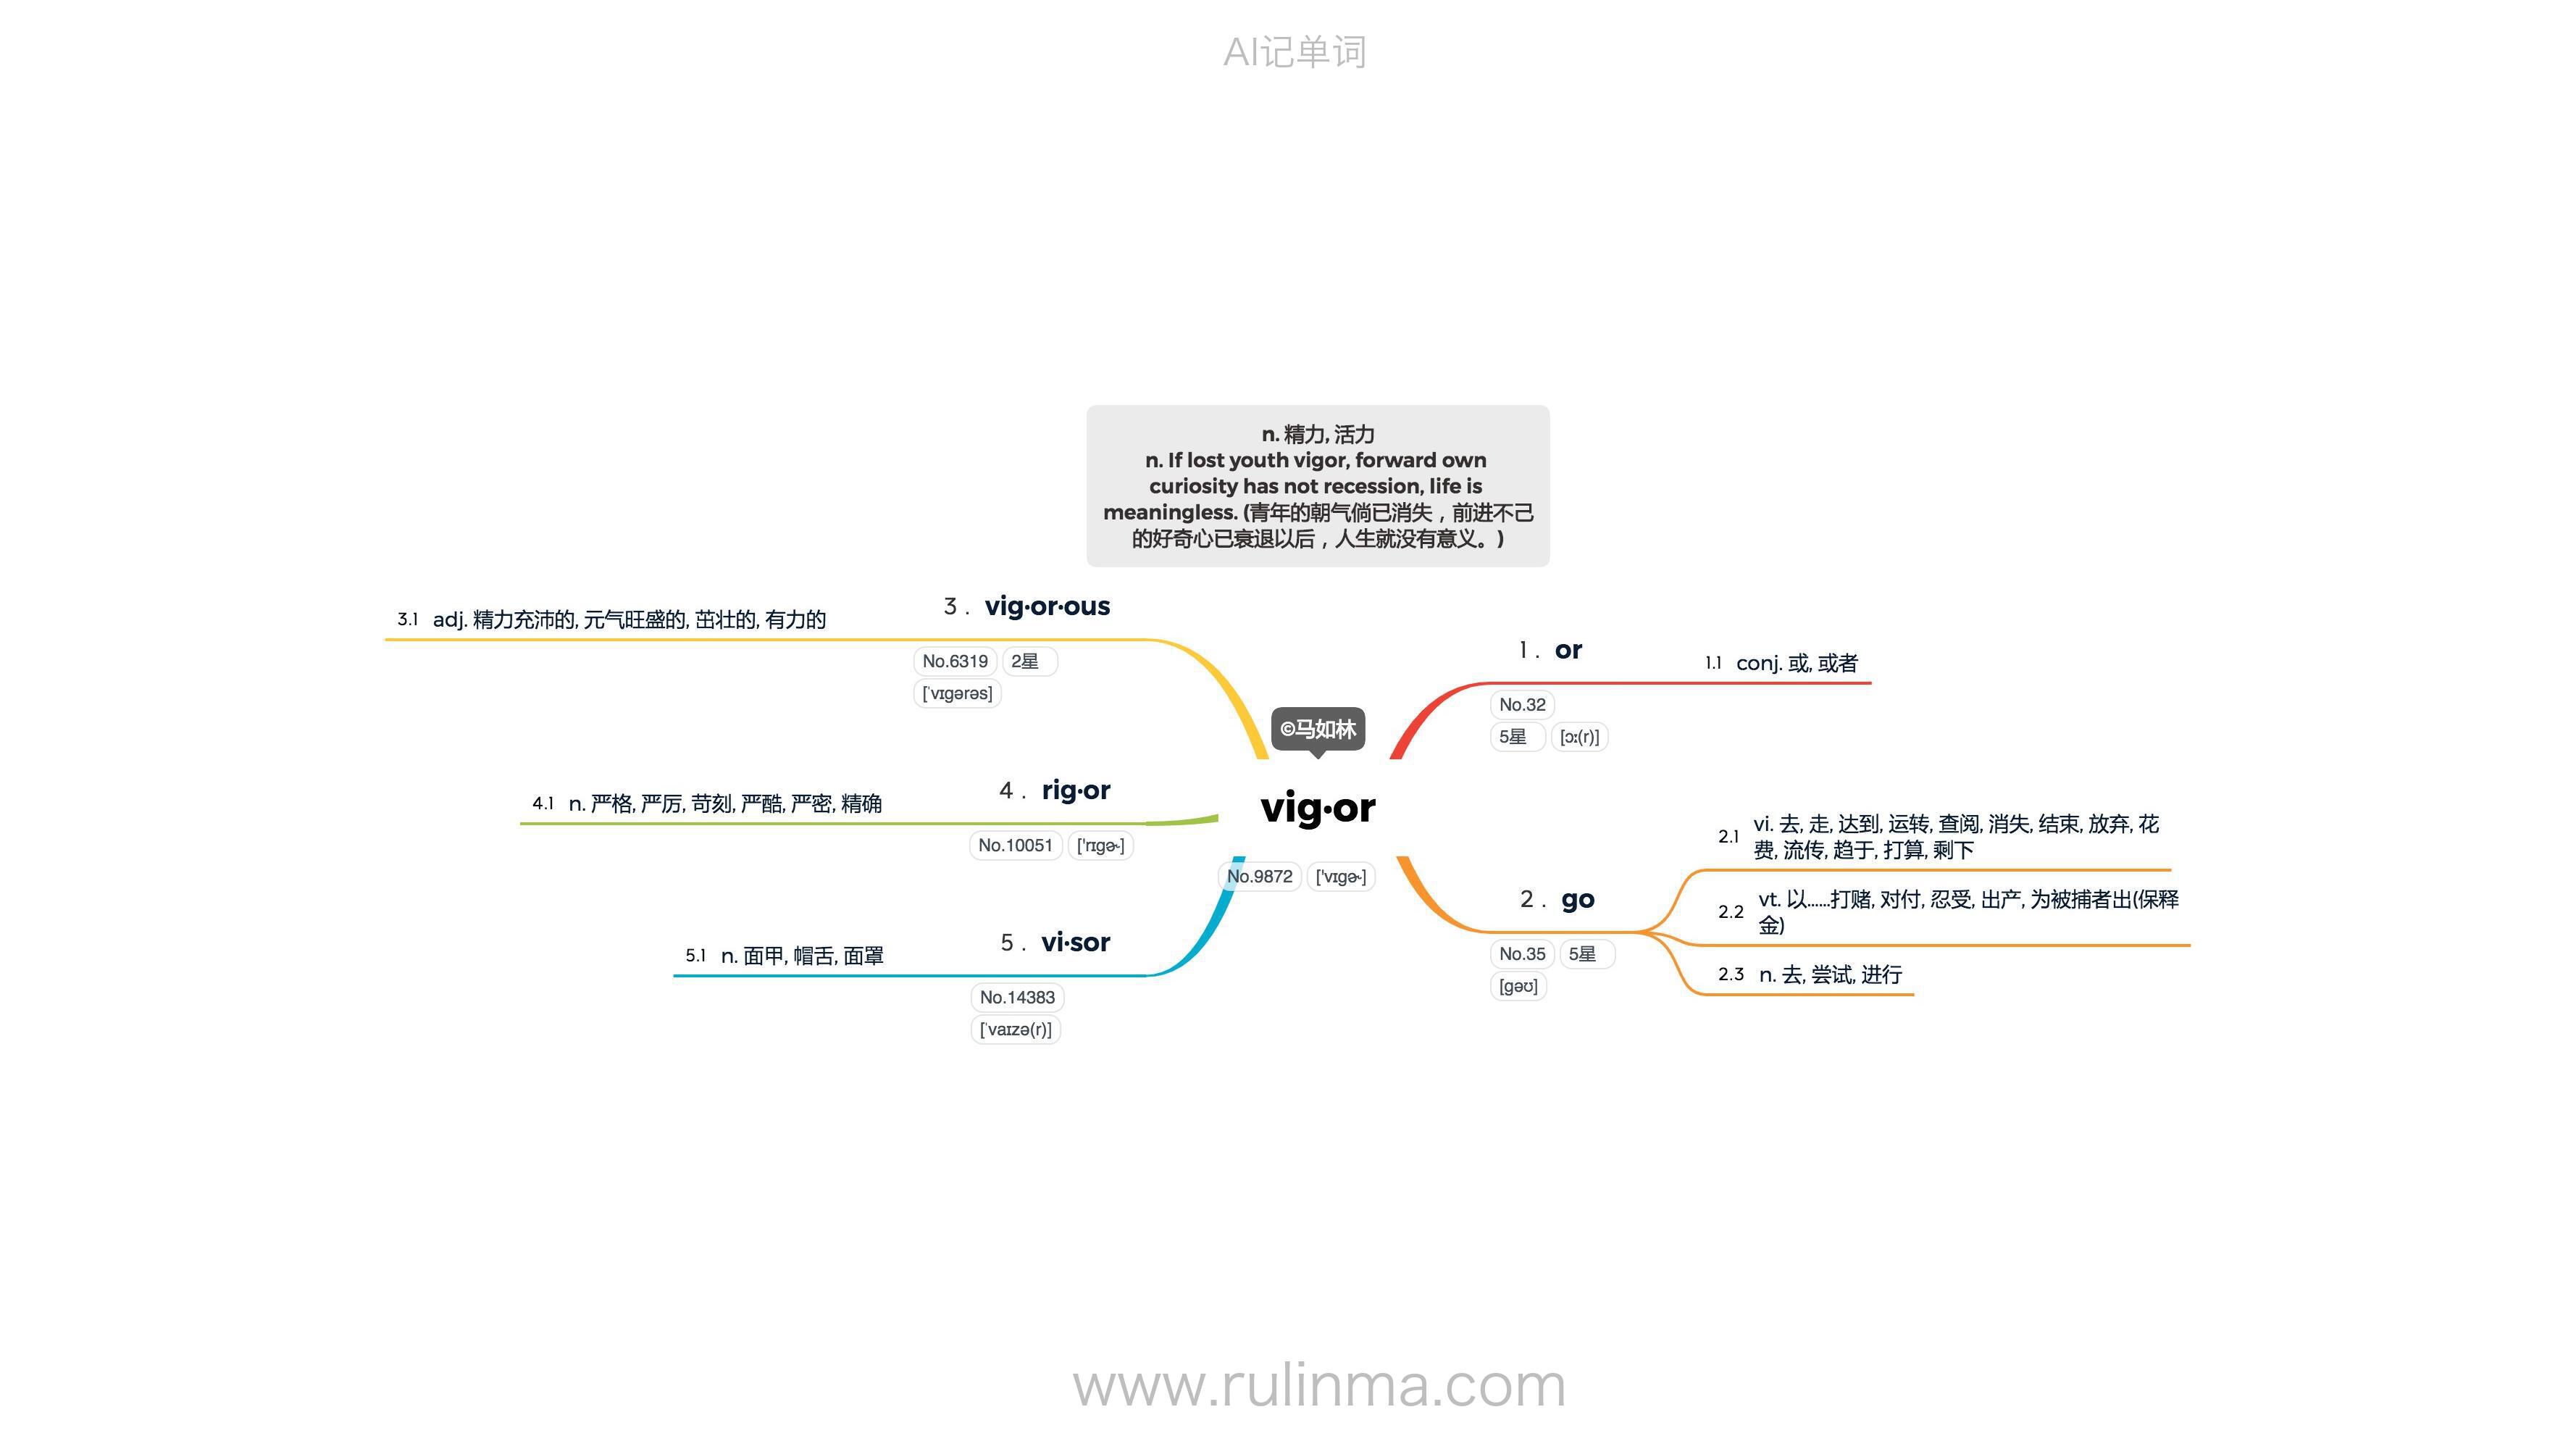 AI记单词
n. 精力, 活力
n. If lost youth vigor, forward own
curiosity has not recession, life is
meaningless. (青年的朝气倘已消失，前进不己
的好奇心已衰退以后，人生就没有意义。)
©马如林
vig·or
No.9872 ['vɪgɚ]
1 . or
No.32
5星 [ɔː(r)]
1.1 conj. 或, 或者
2 . go
No.35 5星
[gəʊ]
2.1 vi. 去, 走, 达到, 运转, 查阅, 消失, 结束, 放弃, 花
费, 流传, 趋于, 打算, 剩下
2.2 vt. 以......打赌, 对付, 忍受, 出产, 为被捕者出(保释
金)
2.3 n. 去, 尝试, 进行
3 . vig·or·ous
No.6319 2星
[ˈvɪgərəs]
3.1 adj. 精力充沛的, 元气旺盛的, 茁壮的, 有力的
4 . rig·or
No.10051 ['rɪgɚ]
4.1 n. 严格, 严厉, 苛刻, 严酷, 严密, 精确
5 . vi·sor
No.14383
[ˈvaɪzə(r)]
5.1 n. 面甲, 帽舌, 面罩
www.rulinma.com